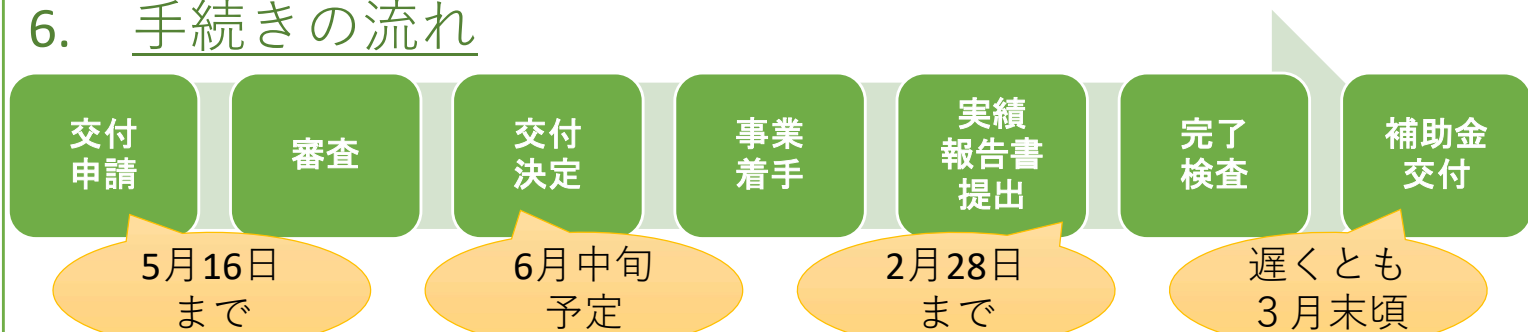 6. 手続きの流れ
交付
申請
審査
交付
決定
事業
着手
実績
報告書
提出
完了
検査
補助金
交付
5月16日
まで
6月中旬
予定
2月28日
まで
遅くとも
３月末頃